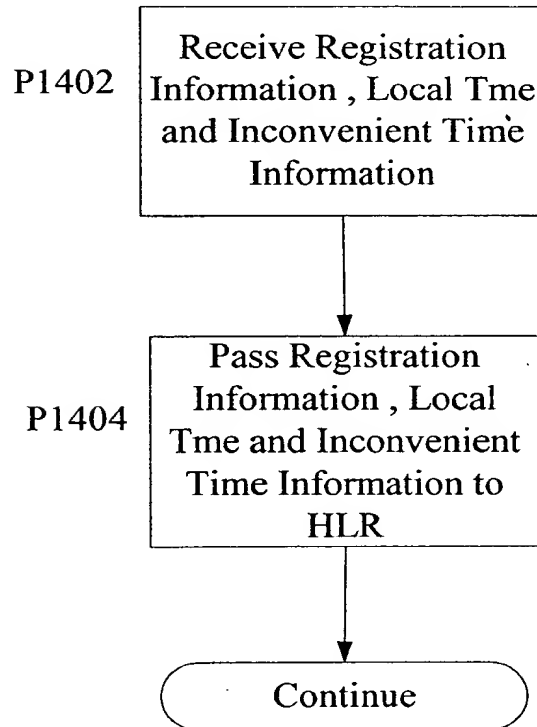 P1402
Receive Registration
Information , Local Tme
and Inconvenient Time
Information
P1404
Pass Registration
Information , Local
Tme and Inconvenient
Time Information to
HLR
Continue